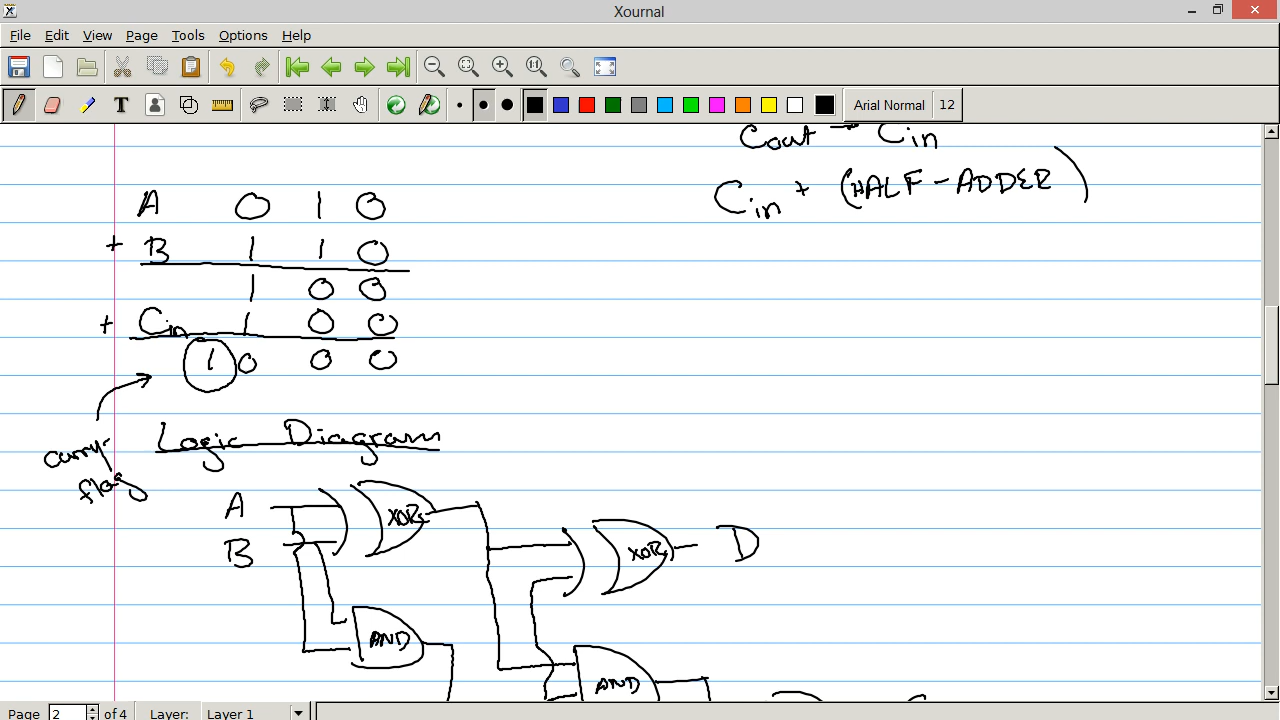 Xournal
File Edit View Page Tools Options Help
Arial Normal 12
Cout → Cin
Cin + (HALF-ADDER)
A 0 1 0
+ B 1 1 0
1 0 0
+ Cin 1 0 0
1 0 0 0
Logic Diagram
carry
flag
A
XOR
B
XOR
D
AND
AND
Page 2 of 4 Layer: Layer 1